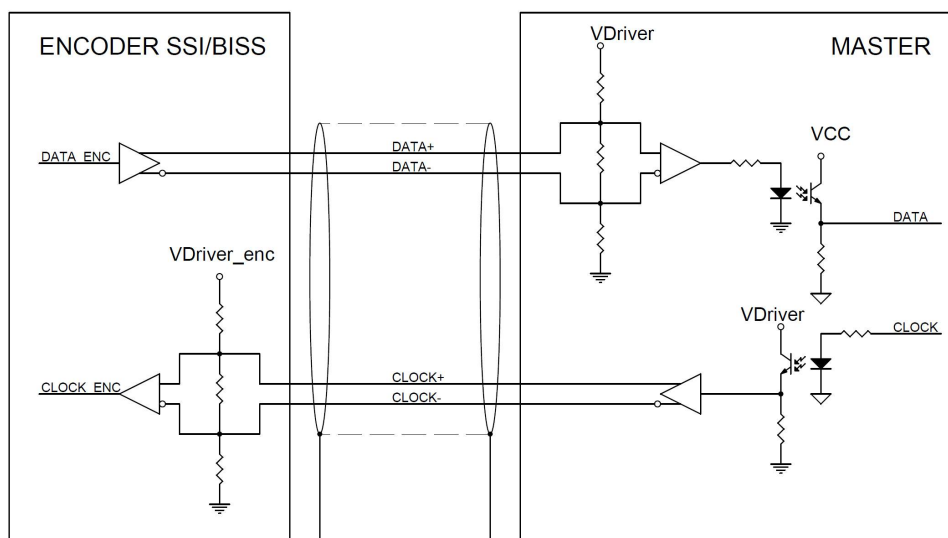 ENCODER SSI/BISS
VDriver
MASTER
DATA_ENC
DATA+
DATA-
VCC
DATA
VDriver_enc
VDriver
CLOCK
CLOCK_ENC
CLOCK+
CLOCK-